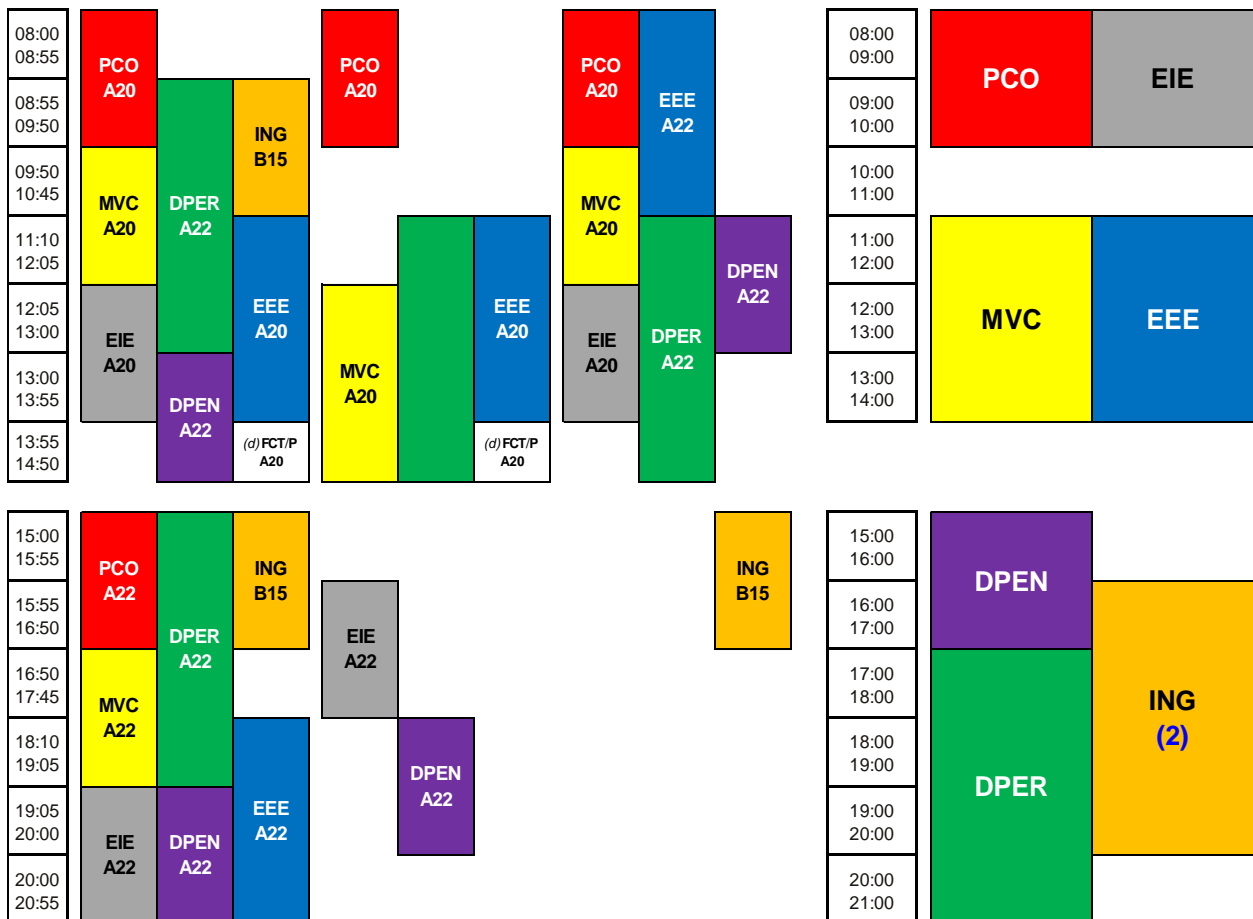 08:00
08:55
08:55
09:50
09:50
10:45
11:10
12:05
12:05
13:00
13:00
13:55
13:55
14:50
PCO
A20
MVC
A20
EIE
A20
DPER
A22
DPEN
A22
ING
B15
EEE
A20
(d) FCT/P
A20
PCO
A20
MVC
A20
EEE
A20
(d) FCT/P
A20
PCO
A20
MVC
A20
EIE
A20
EEE
A22
DPER
A22
DPEN
A22
08:00
09:00
09:00
10:00
10:00
11:00
11:00
12:00
12:00
13:00
13:00
14:00
PCO
EIE
MVC
EEE
15:00
15:55
15:55
16:50
16:50
17:45
18:10
19:05
19:05
20:00
20:00
20:55
PCO
A22
MVC
A22
EIE
A22
DPER
A22
DPEN
A22
ING
B15
EEE
A22
EIE
A22
DPEN
A22
ING
B15
15:00
16:00
16:00
17:00
17:00
18:00
18:00
19:00
19:00
20:00
20:00
21:00
DPEN
DPER
ING
(2)